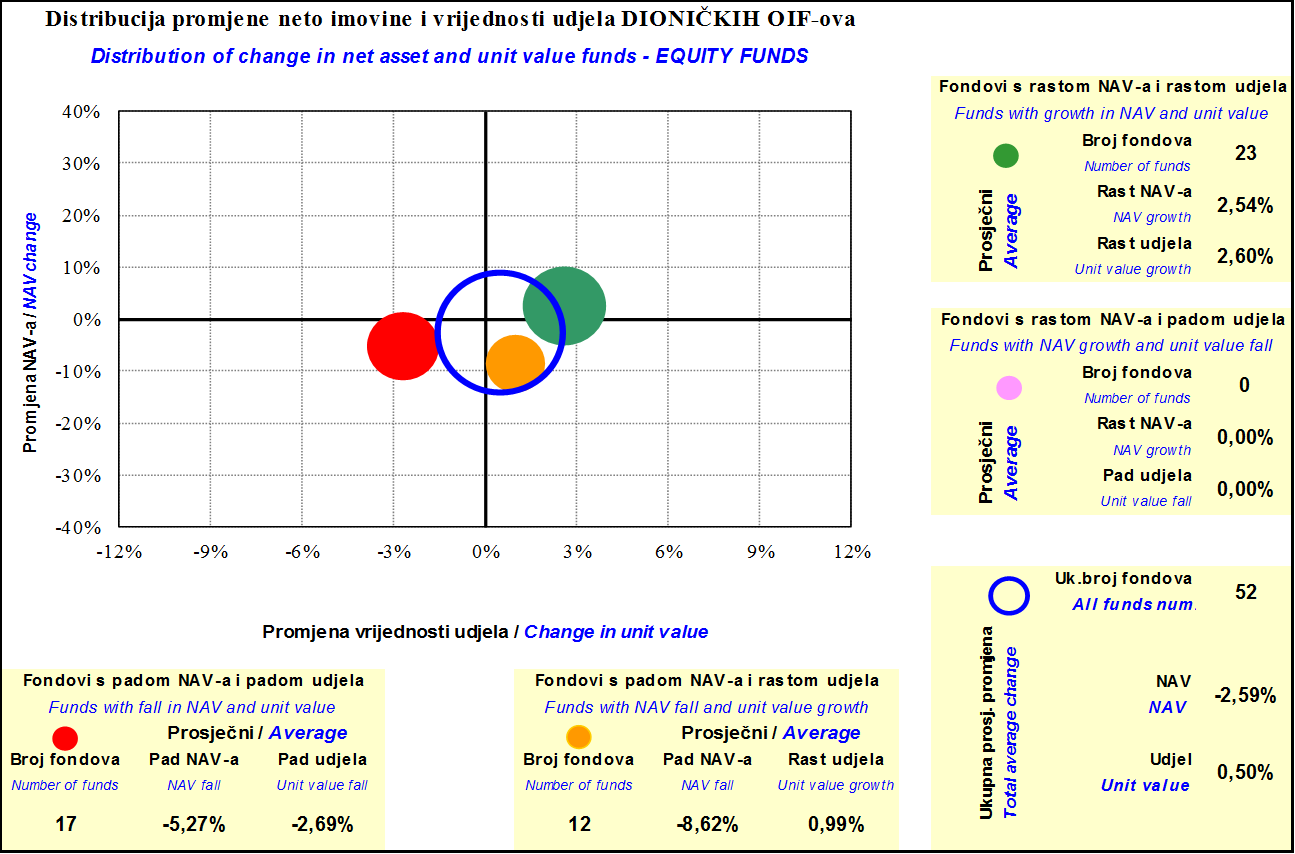 Distribucija promjene neto imovine i vrijednosti udjela DIONIČKIH OIF-ova
Distribution of change in net asset and unit value funds - EQUITY FUNDS
40%
30%
20%
10%
0%
-10%
-20%
-30%
-40%
-12%
-9%
-6%
-3%
0%
3%
6%
9%
12%
Promjena NAV-a / NAV change
Promjena vrijednosti udjela / Change in unit value
Fondovi s rastom NAV-a i rastom udjela
Funds with growth in NAV and unit value
Broj fondova
Number of funds
23
Prosječni
Average
Rast NAV-a
NAV growth
2,54%
Rast udjela
Unit value growth
2,60%
Fondovi s rastom NAV-a i padom udjela
Funds with NAV growth and unit value fall
Broj fondova
Number of funds
0
Prosječni
Average
Rast NAV-a
NAV growth
0,00%
Pad udjela
Unit value fall
0,00%
Uk.broj fondova
All funds num.
52
Ukupna prosj. promjena
Total average change
NAV
NAV
-2,59%
Udjel
Unit value
0,50%
Fondovi s padom NAV-a i padom udjela
Funds with fall in NAV and unit value
Prosječni / Average
Broj fondova Pad NAV-a Pad udjela
Number of funds NAV fall Unit value fall
17 -5,27% -2,69%
Fondovi s padom NAV-a i rastom udjela
Funds with NAV fall and unit value growth
Prosječni / Average
Broj fondova Pad NAV-a Rast udjela
Number of funds NAV fall Unit value growth
12 -8,62% 0,99%